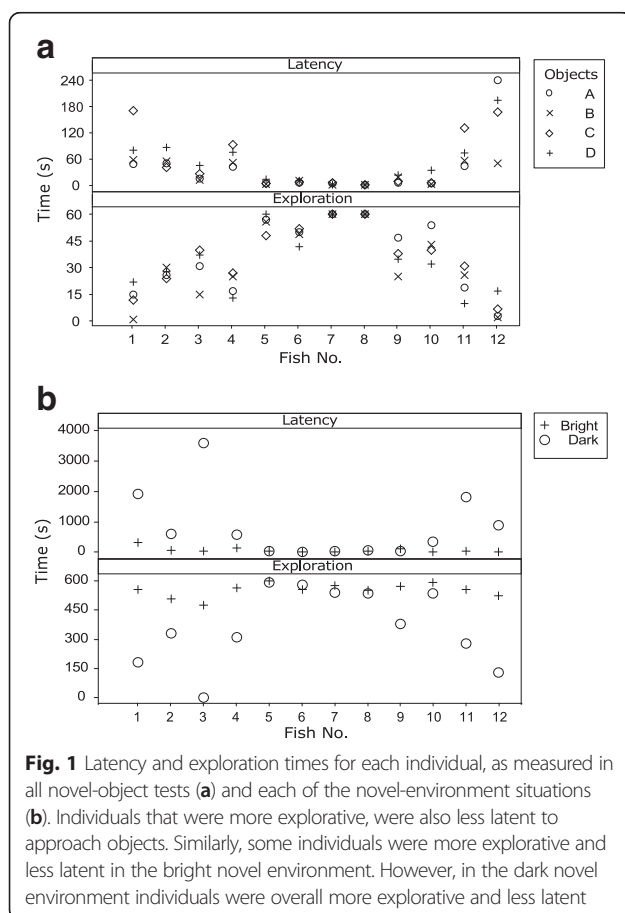 a
Latency
240
180
120
60
0
Exploration
60
45
30
15
0
Time (s)
1 2 3 4 5 6 7 8 9 10 11 12
Fish No.
Objects
A
B
C
D
b
Latency
4000
3000
2000
1000
0
Exploration
600
450
300
150
0
Time (s)
1 2 3 4 5 6 7 8 9 10 11 12
Fish No.
Bright
Dark
Fig. 1 Latency and exploration times for each individual, as measured in
all novel-object tests (a) and each of the novel-environment situations
(b). Individuals that were more explorative, were also less latent to
approach objects. Similarly, some individuals were more explorative and
less latent in the bright novel environment. However, in the dark novel
environment individuals were overall more explorative and less latent